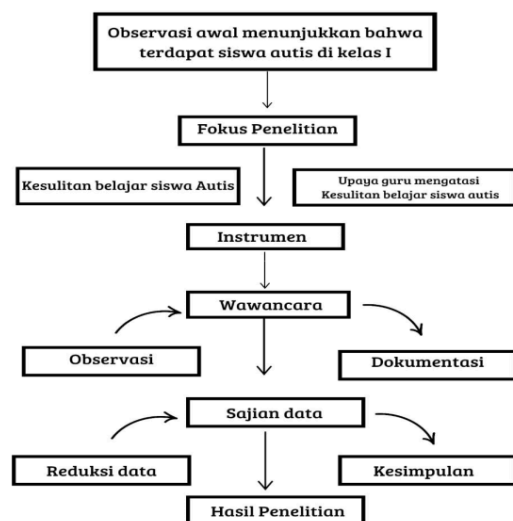 Observasi awal menunjukkan bahwa
terdapat siswa autis di kelas I
Fokus Penelitian
Kesulitan belajar siswa Autis
Upaya guru mengatasi
Kesulitan belajar siswa autis
Instrumen
Wawancara
Observasi
Dokumentasi
Sajian data
Reduksi data
Kesimpulan
Hasil Penelitian